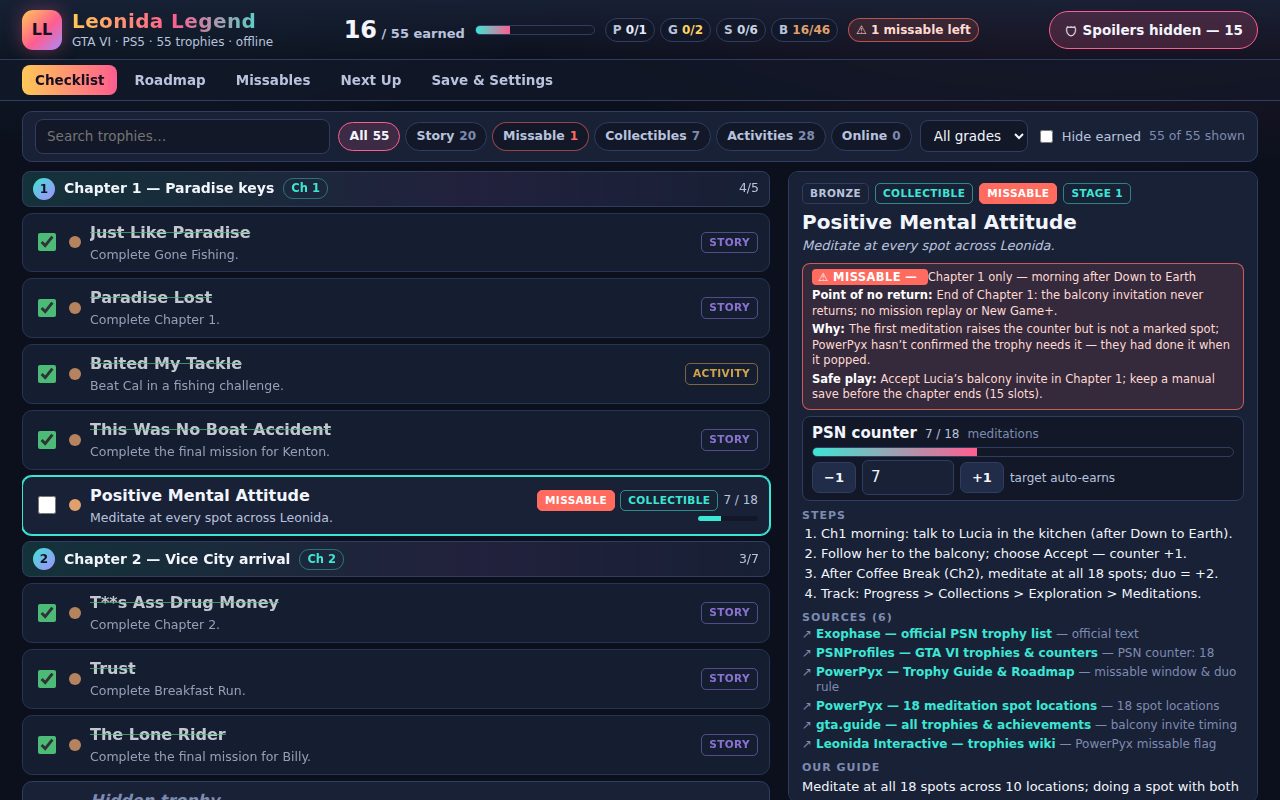 LL
Leonida Legend
GTA VI · PS5 · 55 trophies · offline
16 / 55 earned
P 0/1
G 0/2
S 0/6
B 16/46
⚠ 1 missable left
Spoilers hidden — 15
Checklist
Roadmap
Missables
Next Up
Save & Settings
Search trophies…
All 55
Story 20
Missable 1
Collectibles 7
Activities 28
Online 0
All grades
Hide earned
55 of 55 shown
1 Chapter 1 — Paradise keys Ch 1 4/5
Just Like Paradise
Complete Gone Fishing.
STORY
Paradise Lost
Complete Chapter 1.
STORY
Baited My Tackle
Beat Cal in a fishing challenge.
ACTIVITY
This Was No Boat Accident
Complete the final mission for Kenton.
STORY
Positive Mental Attitude
Meditate at every spot across Leonida.
MISSABLE COLLECTIBLE 7 / 18
2 Chapter 2 — Vice City arrival Ch 2 3/7
T**s Ass Drug Money
Complete Chapter 2.
STORY
Trust
Complete Breakfast Run.
STORY
The Lone Rider
Complete the final mission for Billy.
STORY
Hidden trophy
BRONZE COLLECTIBLE MISSABLE STAGE 1
Positive Mental Attitude
Meditate at every spot across Leonida.
⚠ MISSABLE — Chapter 1 only — morning after Down to Earth
Point of no return: End of Chapter 1: the balcony invitation never
returns; no mission replay or New Game+.
Why: The first meditation raises the counter but is not a marked spot;
PowerPyx hasn’t confirmed the trophy needs it — they had done it when
it popped.
Safe play: Accept Lucia’s balcony invite in Chapter 1; keep a manual
save before the chapter ends (15 slots).
PSN counter 7 / 18 meditations
−1 7 +1 target auto-earns
STEPS
1. Ch1 morning: talk to Lucia in the kitchen (after Down to Earth).
2. Follow her to the balcony; choose Accept — counter +1.
3. After Coffee Break (Ch2), meditate at all 18 spots; duo = +2.
4. Track: Progress > Collections > Exploration > Meditations.
SOURCES (6)
↗ Exophase — official PSN trophy list — official text
↗ PSNProfiles — GTA VI trophies & counters — PSN counter: 18
↗ PowerPyx — Trophy Guide & Roadmap — missable window & duo
rule
↗ PowerPyx — 18 meditation spot locations — 18 spot locations
↗ gta.guide — all trophies & achievements — balcony invite timing
↗ Leonida Interactive — trophies wiki — PowerPyx missable flag
OUR GUIDE
Meditate at all 18 spots across 10 locations; doing a spot with both